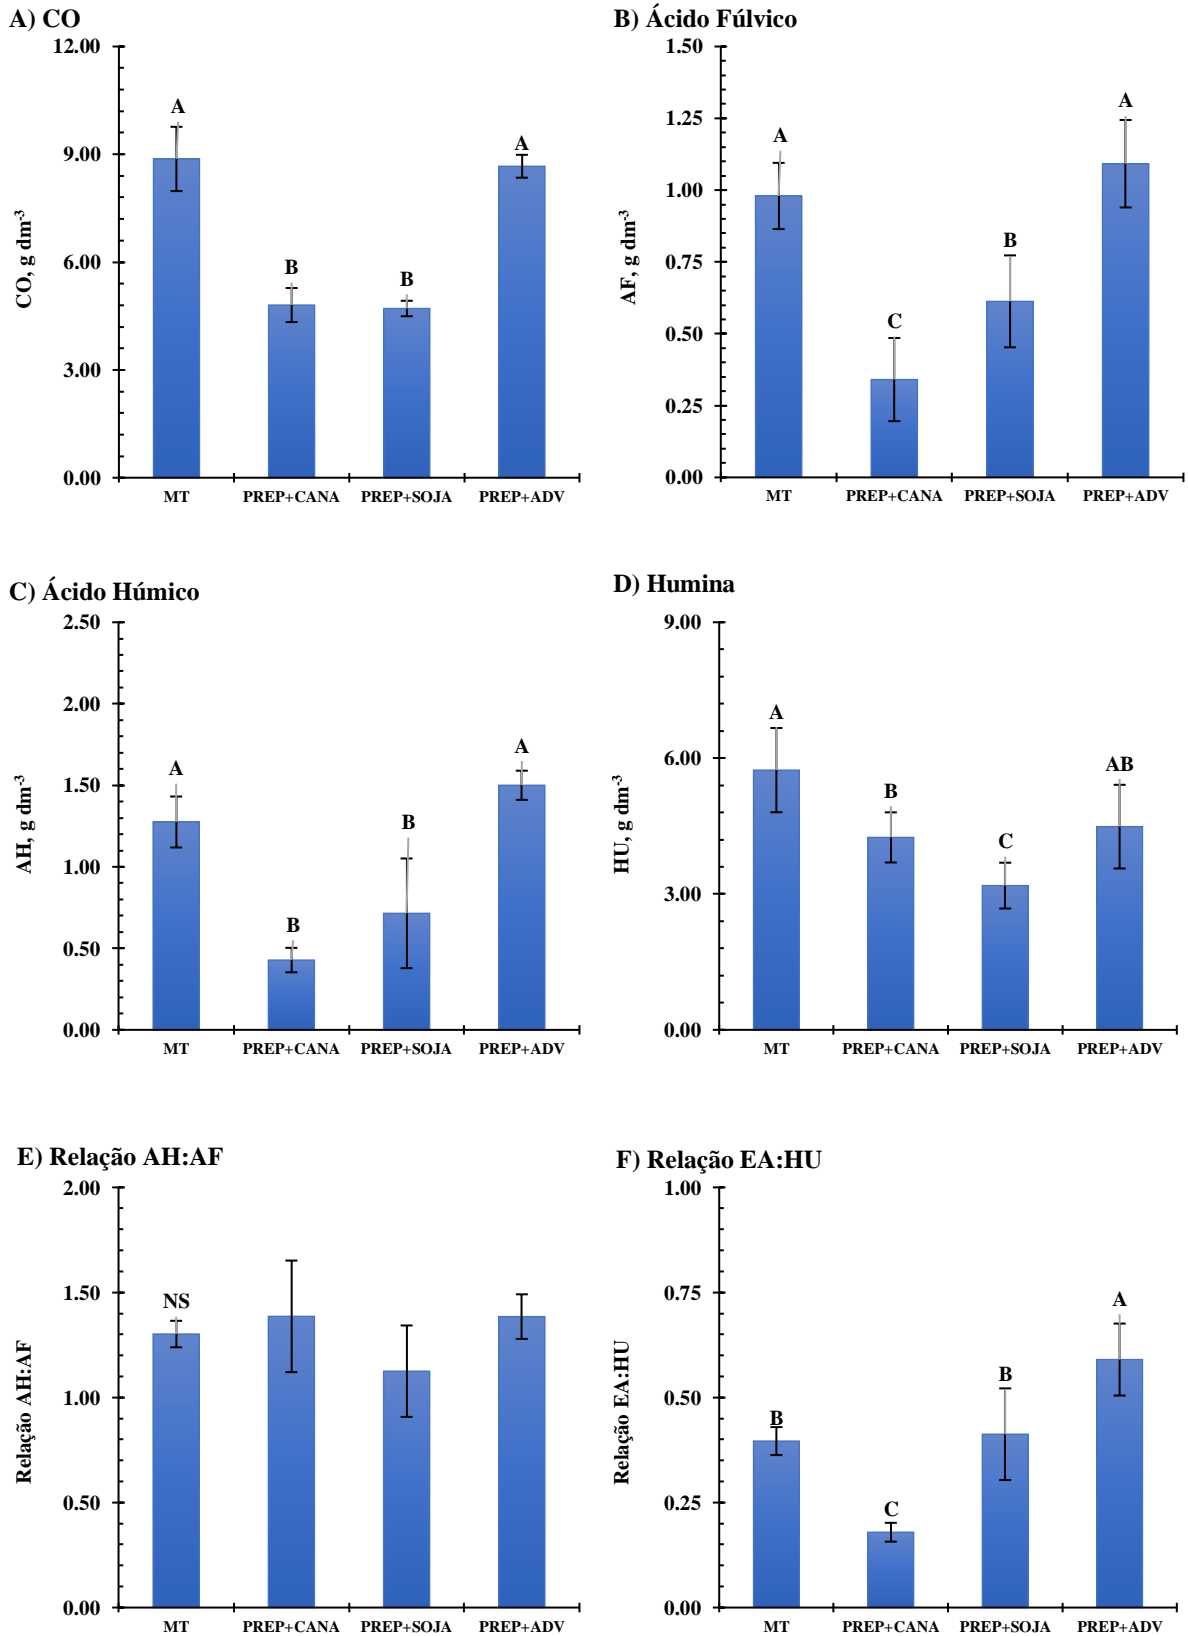 A) CO
12.00
9.00
6.00
3.00
0.00
CO, g dm-3
A
B
B
A
MT PREP+CANA PREP+SOJA PREP+ADV
B) Ácido Fúlvico
1.50
1.25
1.00
0.75
0.50
0.25
0.00
AF, g dm-3
A
C
B
A
MT PREP+CANA PREP+SOJA PREP+ADV
C) Ácido Húmico
2.50
2.00
1.50
1.00
0.50
0.00
AH, g dm-3
A
B
B
A
MT PREP+CANA PREP+SOJA PREP+ADV
D) Humina
9.00
6.00
3.00
0.00
HU, g dm-3
A
B
C
AB
MT PREP+CANA PREP+SOJA PREP+ADV
E) Relação AH:AF
2.00
1.50
1.00
0.50
0.00
Relação AH:AF
NS
MT PREP+CANA PREP+SOJA PREP+ADV
F) Relação EA:HU
1.00
0.75
0.50
0.25
0.00
Relação EA:HU
B
C
B
A
MT PREP+CANA PREP+SOJA PREP+ADV